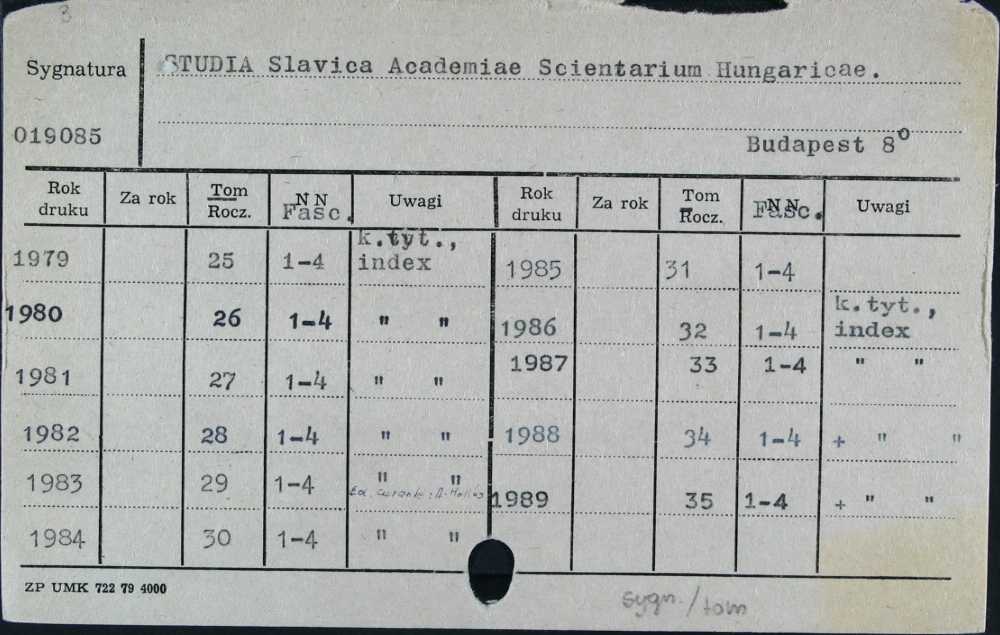 3
Sygnatura STUDIA Slavica Academiae Scientarium Hungaricae.
019085 Budapest 8°
Rok druku Za rok Tom Rocz. NN Fasc. Uwagi Rok druku Za rok Tom Rocz. NN Fasc. Uwagi
1979 25 1-4 k.tyt., index 1985 31 1-4
1980 26 1-4 " " 1986 32 1-4 k.tyt., index
1981 27 1-4 " " 1987 33 1-4 " "
1982 28 1-4 " " 1988 34 1-4 + " "
1983 29 1-4 " " 1989 35 1-4 + " "
1984 30 1-4 " "
ZP UMK 722 79 4000
sygn./tom